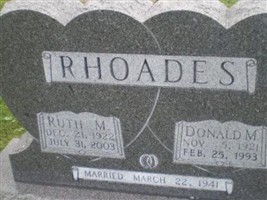 RHOADES
RUTH M.
DEC. 21, 1922
JULY 31, 2003
DONALD M.
NOV. 5, 1921
FEB. 25, 1993
MARRIED MARCH 22, 1941